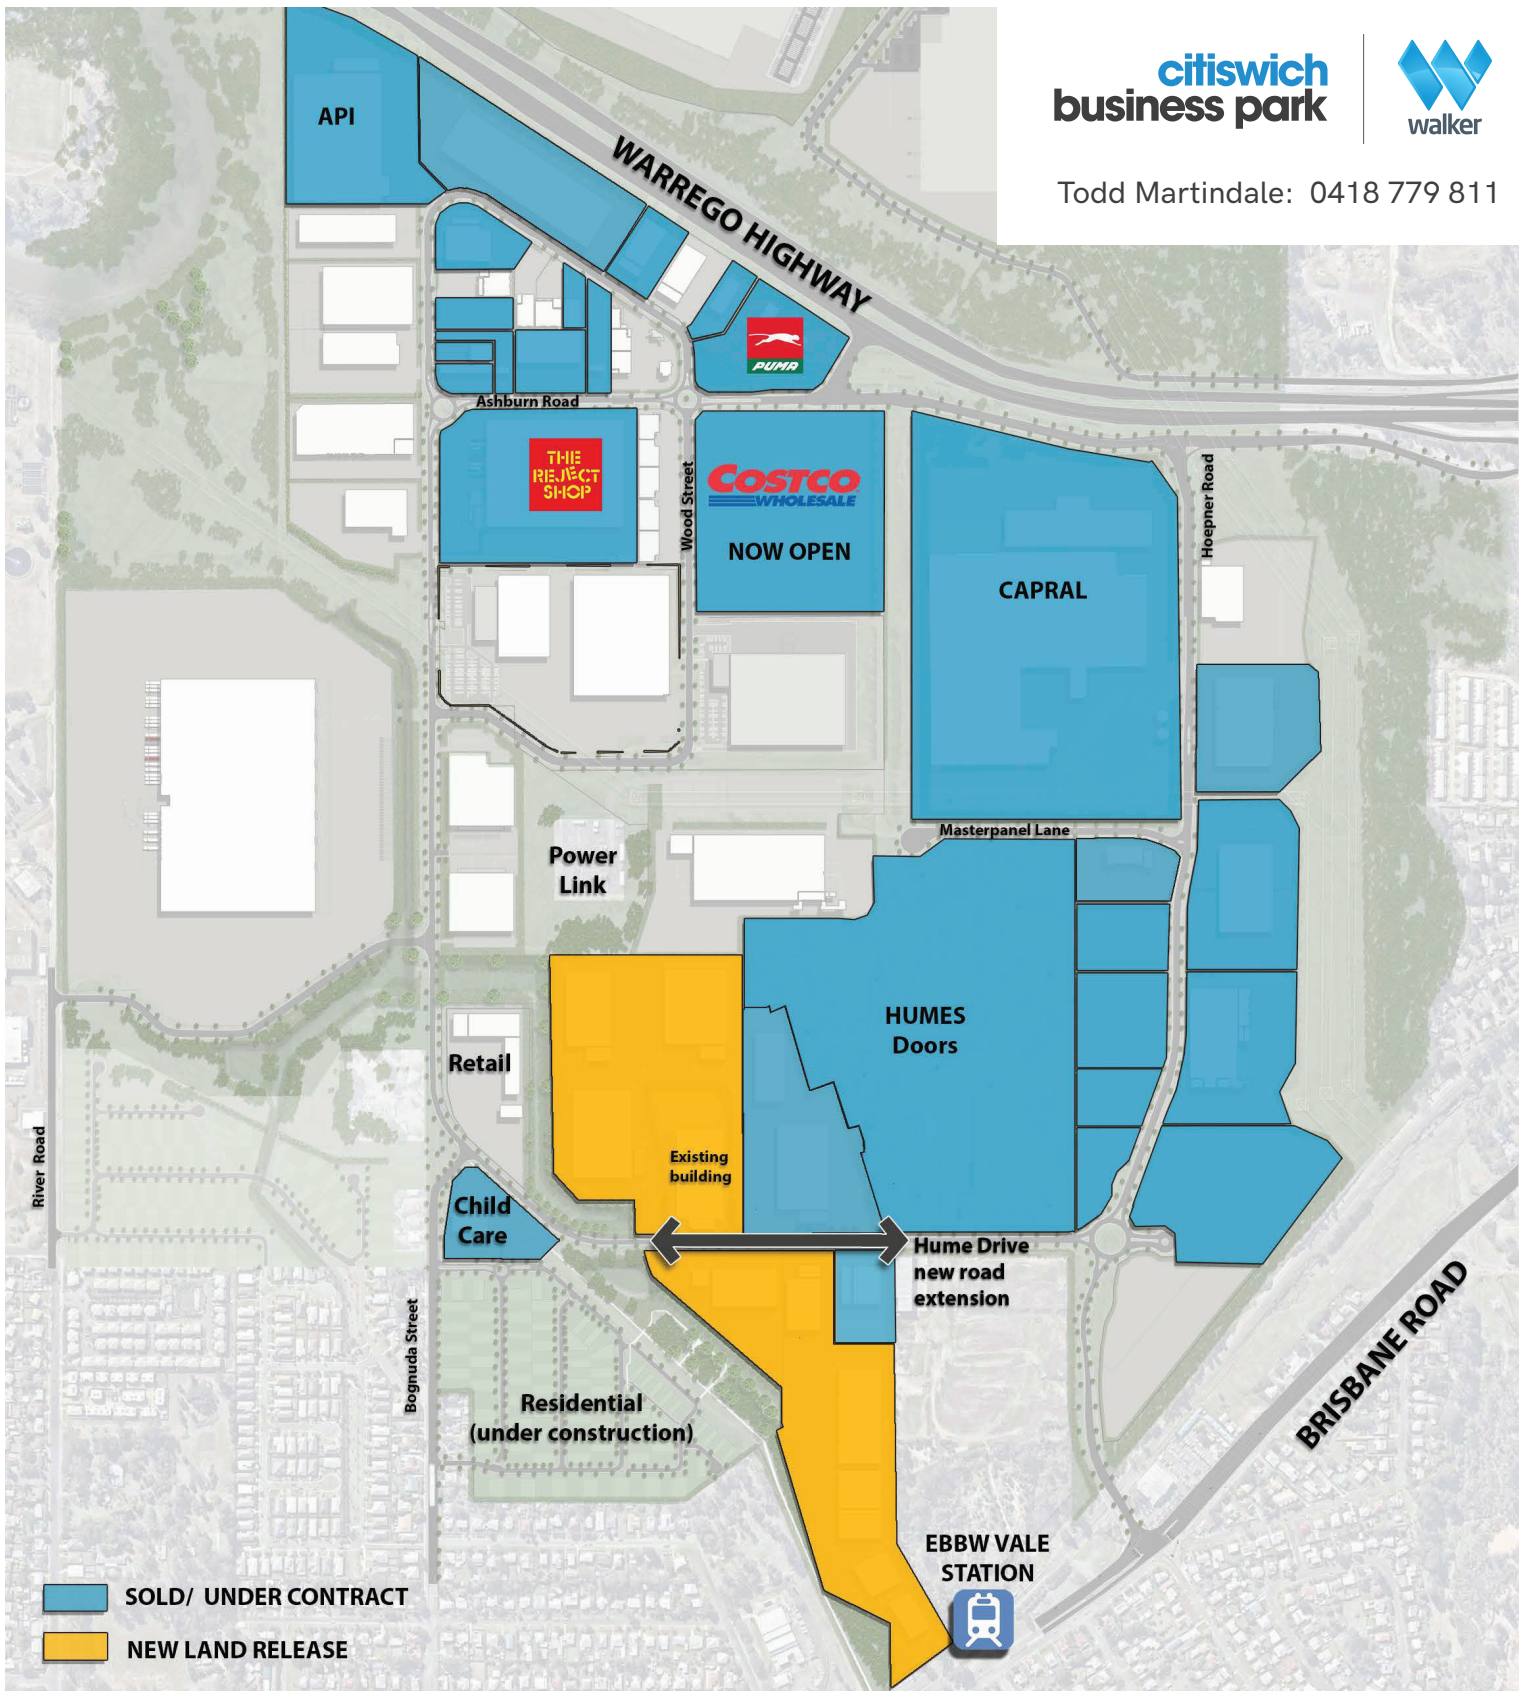 citiswich
business park
walker
Todd Martindale: 0418 779 811
API
WARREGO HIGHWAY
PUMA
Ashburn Road
THE
REJECT
SHOP
Wood Street
COSTCO
WHOLESALE
NOW OPEN
Hoepner Road
CAPRAL
Masterpanel Lane
Power
Link
HUMES
Doors
Retail
Existing
building
River Road
Child
Care
Hume Drive
new road
extension
Bognuda Street
BRISBANE ROAD
Residential
(under construction)
EBBW VALE
STATION
SOLD/ UNDER CONTRACT
NEW LAND RELEASE